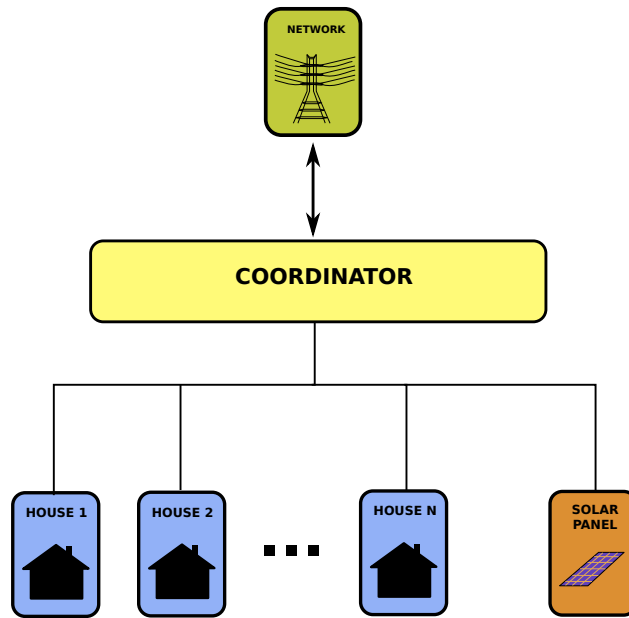 NETWORK
COORDINATOR
HOUSE 1
HOUSE 2
HOUSE N
SOLAR
PANEL